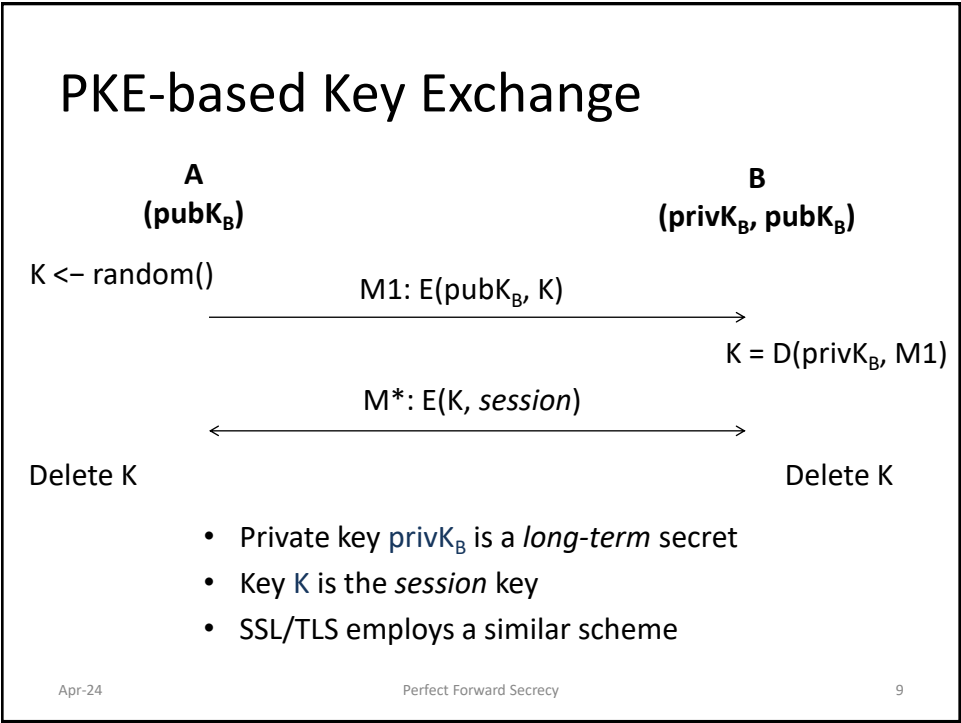 PKE-based Key Exchange
A
(pubK_B)
B
(privK_B, pubK_B)
K <− random()
M1: E(pubK_B, K)
K = D(privK_B, M1)
M*: E(K, session)
Delete K
Delete K
• Private key privK_B is a long-term secret
• Key K is the session key
• SSL/TLS employs a similar scheme
Apr-24
Perfect Forward Secrecy
9